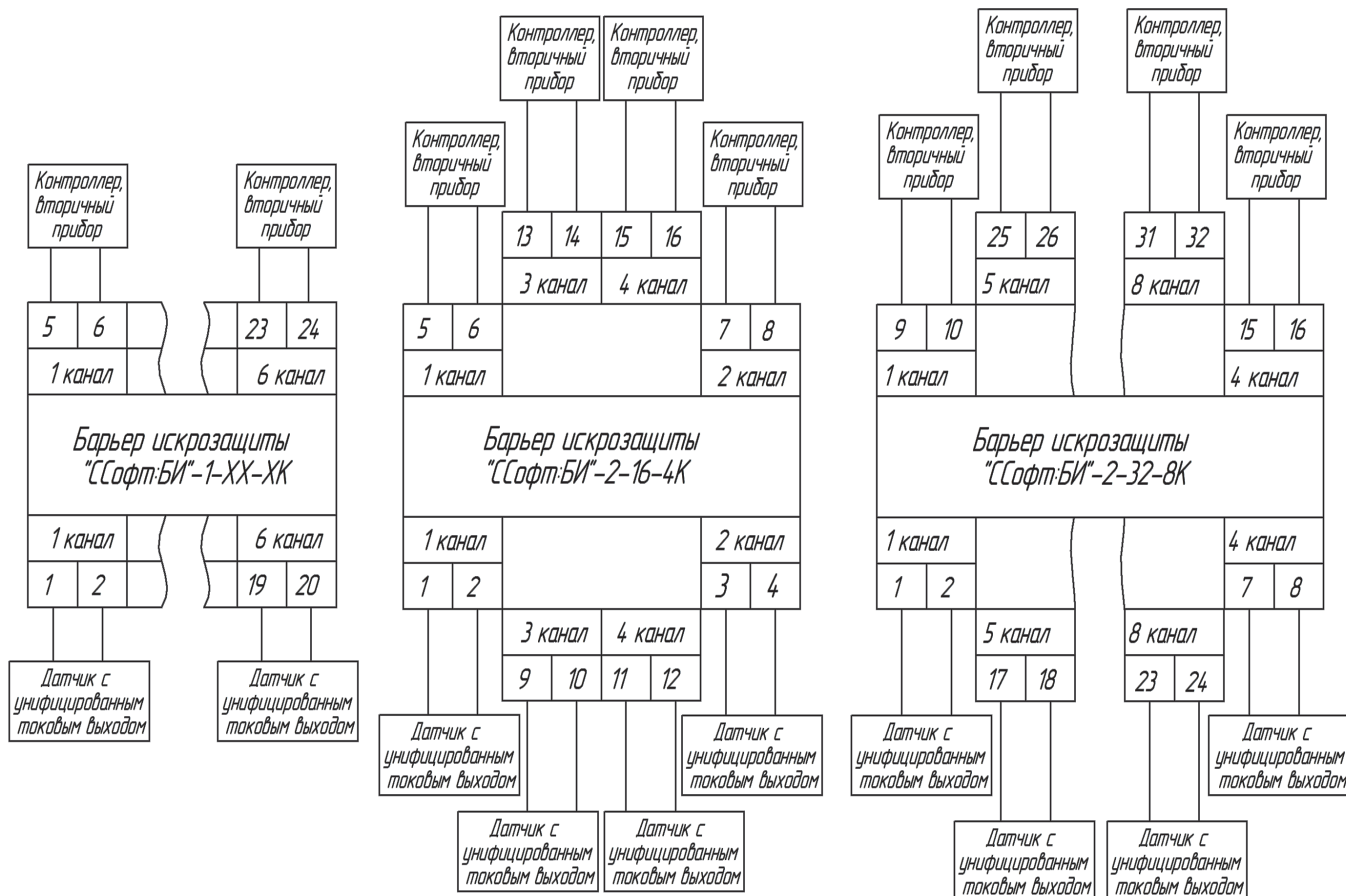 Контроллер,
вторичный
прибор
5 6
23 24
1 канал
6 канал
Контроллер,
вторичный
прибор
Барьер искрозащиты
"ССофт:БИ"-1-ХХ-ХК
1 канал
6 канал
1 2
19 20
Датчик с
унифицированным
токовым выходом
Датчик с
унифицированным
токовым выходом
Контроллер,
вторичный
прибор
Контроллер,
вторичный
прибор
Контроллер,
вторичный
прибор
Контроллер,
вторичный
прибор
13 14 15 16
3 канал 4 канал
5 6
7 8
1 канал
2 канал
Барьер искрозащиты
"ССофт:БИ"-2-16-4К
1 канал
2 канал
1 2
3 4
3 канал 4 канал
9 10 11 12
Датчик с
унифицированным
токовым выходом
Датчик с
унифицированным
токовым выходом
Датчик с
унифицированным
токовым выходом
Датчик с
унифицированным
токовым выходом
Контроллер,
вторичный
прибор
Контроллер,
вторичный
прибор
Контроллер,
вторичный
прибор
Контроллер,
вторичный
прибор
25 26
31 32
5 канал
8 канал
9 10
15 16
1 канал
4 канал
Барьер искрозащиты
"ССофт:БИ"-2-32-8К
1 канал
4 канал
1 2
7 8
5 канал
8 канал
17 18
23 24
Датчик с
унифицированным
токовым выходом
Датчик с
унифицированным
токовым выходом
Датчик с
унифицированным
токовым выходом
Датчик с
унифицированным
токовым выходом